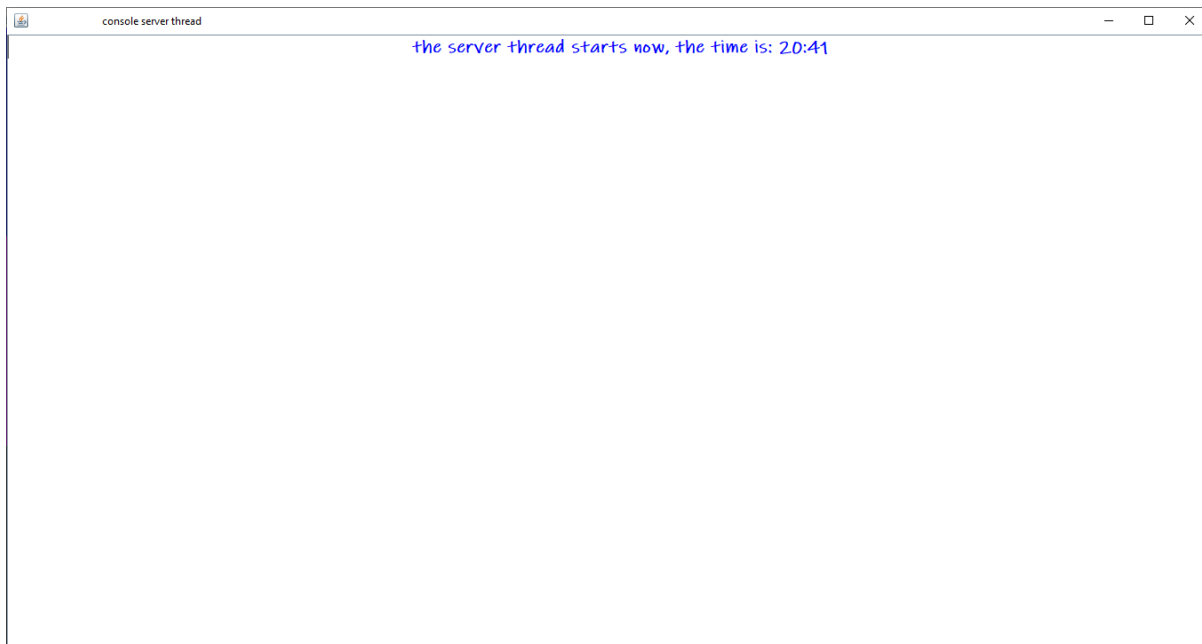 console server thread
the server thread starts now, the time is: 20:41